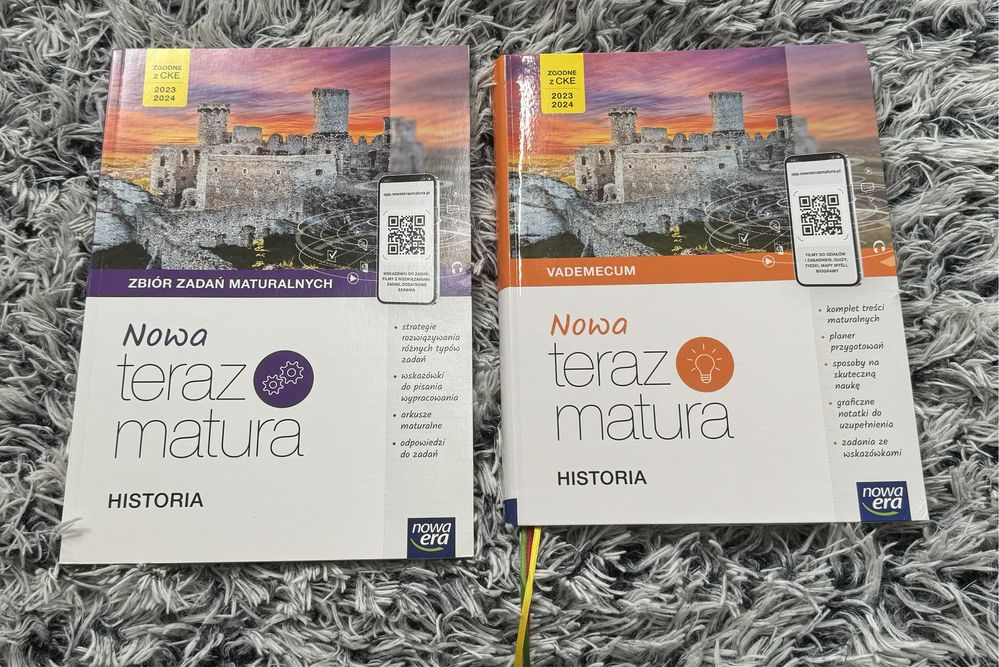 ZGODNE
z CKE
2023
2024
app.nowaterazmatura.pl
WSKAZÓWKI DO ZADAŃ,
FILMY Z ROZWIĄZANIAMI
ZADAŃ, DODATKOWE
ZADANIA
ZBIÓR ZADAŃ MATURALNYCH
Nowa
teraz
matura
HISTORIA
• strategie
rozwiązywania
różnych typów
zadań
• wskazówki
do pisania
wypracowania
• arkusze
maturalne
• odpowiedzi
do zadań
nowa
era
ZGODNE
z CKE
2023
2024
app.nowaterazmatura.pl
FILMY DO DZIAŁÓW
I ZAGADNIEŃ, QUIZY,
FISZKI, MAPY MYŚLI,
BIOGRAMY
VADEMECUM
Nowa
teraz
matura
HISTORIA
• komplet treści
maturalnych
• planer
przygotowań
• sposoby na
skuteczną
naukę
• graficzne
notatki do
uzupełnienia
• zadania ze
wskazówkami
nowa
era